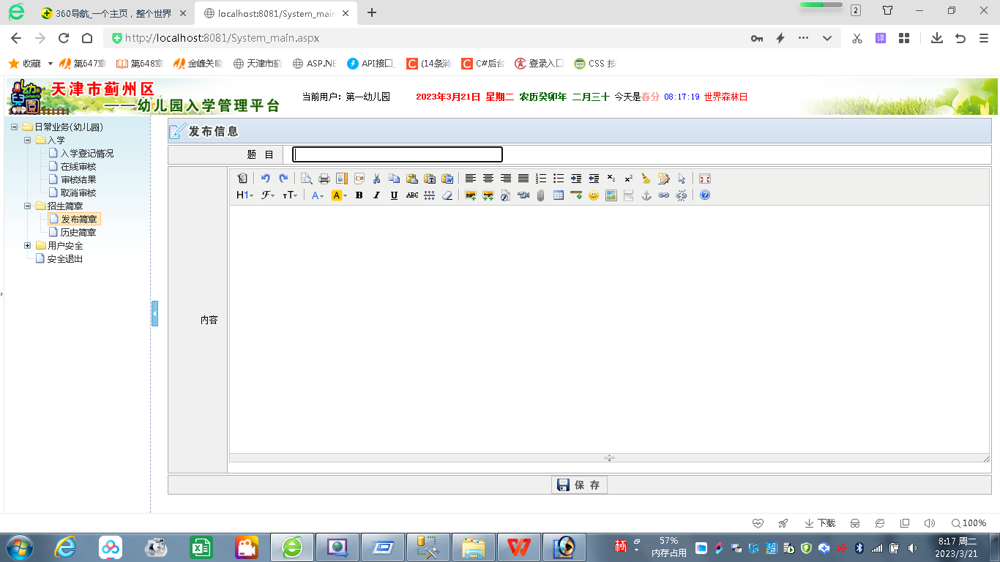 360导航_一个主页，整个世界
localhost:8081/System_main
2
http://localhost:8081/System_main.aspx
译
收藏
第647章
第648章
金峰关晓
天津市蓟
ASP.NE
API接口_
(14条消
C#后台
登录入口
CSS 按
天津市蓟州区
——幼儿园入学管理平台
当前用户：第一幼儿园
2023年3月21日 星期二 农历癸卯年 二月三十 今天是春分 08:17:19 世界森林日
日常业务(幼儿园)
入学
入学登记情况
在线审核
审核结果
取消审核
招生简章
发布简章
历史简章
用户安全
安全退出
发布信息
题 目
H1
内容
保 存
下载
100%
57%
内存占用
8:17 周二
2023/3/21